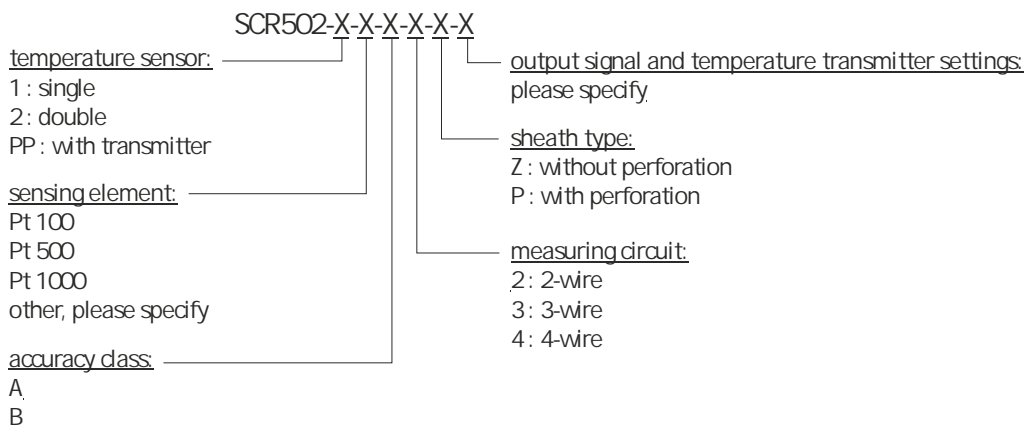 SCR502-X-X-X-X-X-X
temperature sensor:
1 : single
2 : double
PP : with transmitter
sensing element:
Pt 100
Pt 500
Pt 1000
other, please specify
accuracy class:
A
B
output signal and temperature transmitter settings:
please specify
sheath type:
Z : without perforation
P : with perforation
measuring circuit:
2 : 2-wire
3 : 3-wire
4 : 4-wire